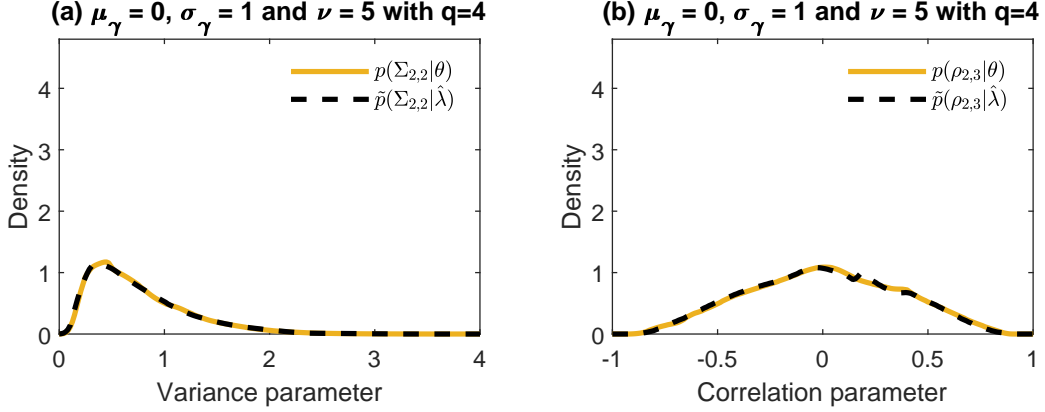 (a) μ_γ = 0, σ_γ = 1 and ν = 5 with q=4
p(Σ_{2,2}|θ)
p̃(Σ_{2,2}|λ̂)
Density
4
3
2
1
0
0 1 2 3 4
Variance parameter
(b) μ_γ = 0, σ_γ = 1 and ν = 5 with q=4
p(ρ_{2,3}|θ)
p̃(ρ_{2,3}|λ̂)
Density
4
3
2
1
0
-1 -0.5 0 0.5 1
Correlation parameter